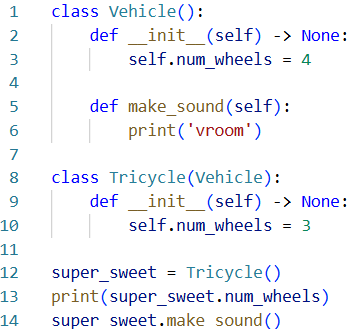 1 class Vehicle():
2     def __init__(self) -> None:
3         self.num_wheels = 4
4
5     def make_sound(self):
6         print('vroom')
7
8 class Tricycle(Vehicle):
9     def __init__(self) -> None:
10         self.num_wheels = 3
11
12 super_sweet = Tricycle()
13 print(super_sweet.num_wheels)
14 super_sweet.make_sound()